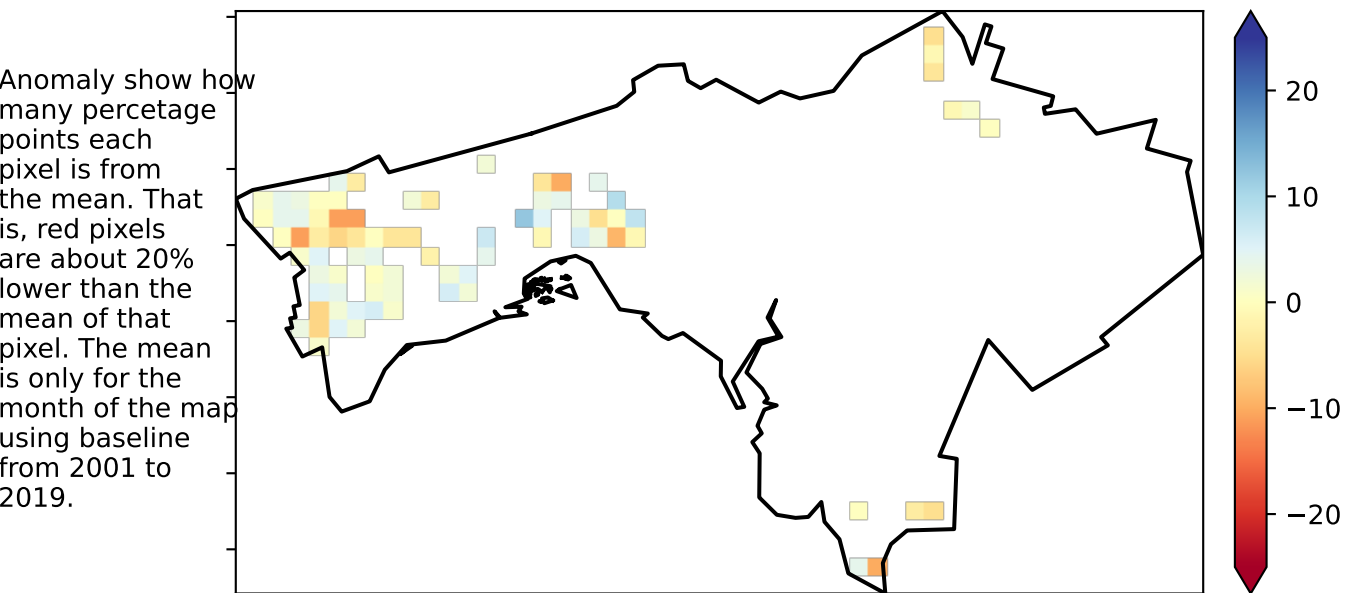 Anomaly show how
many percetage
points each
pixel is from
the mean. That
is, red pixels
are about 20%
lower than the
mean of that
pixel. The mean
is only for the
month of the map
using baseline
from 2001 to
2019.
20
10
0
−10
−20